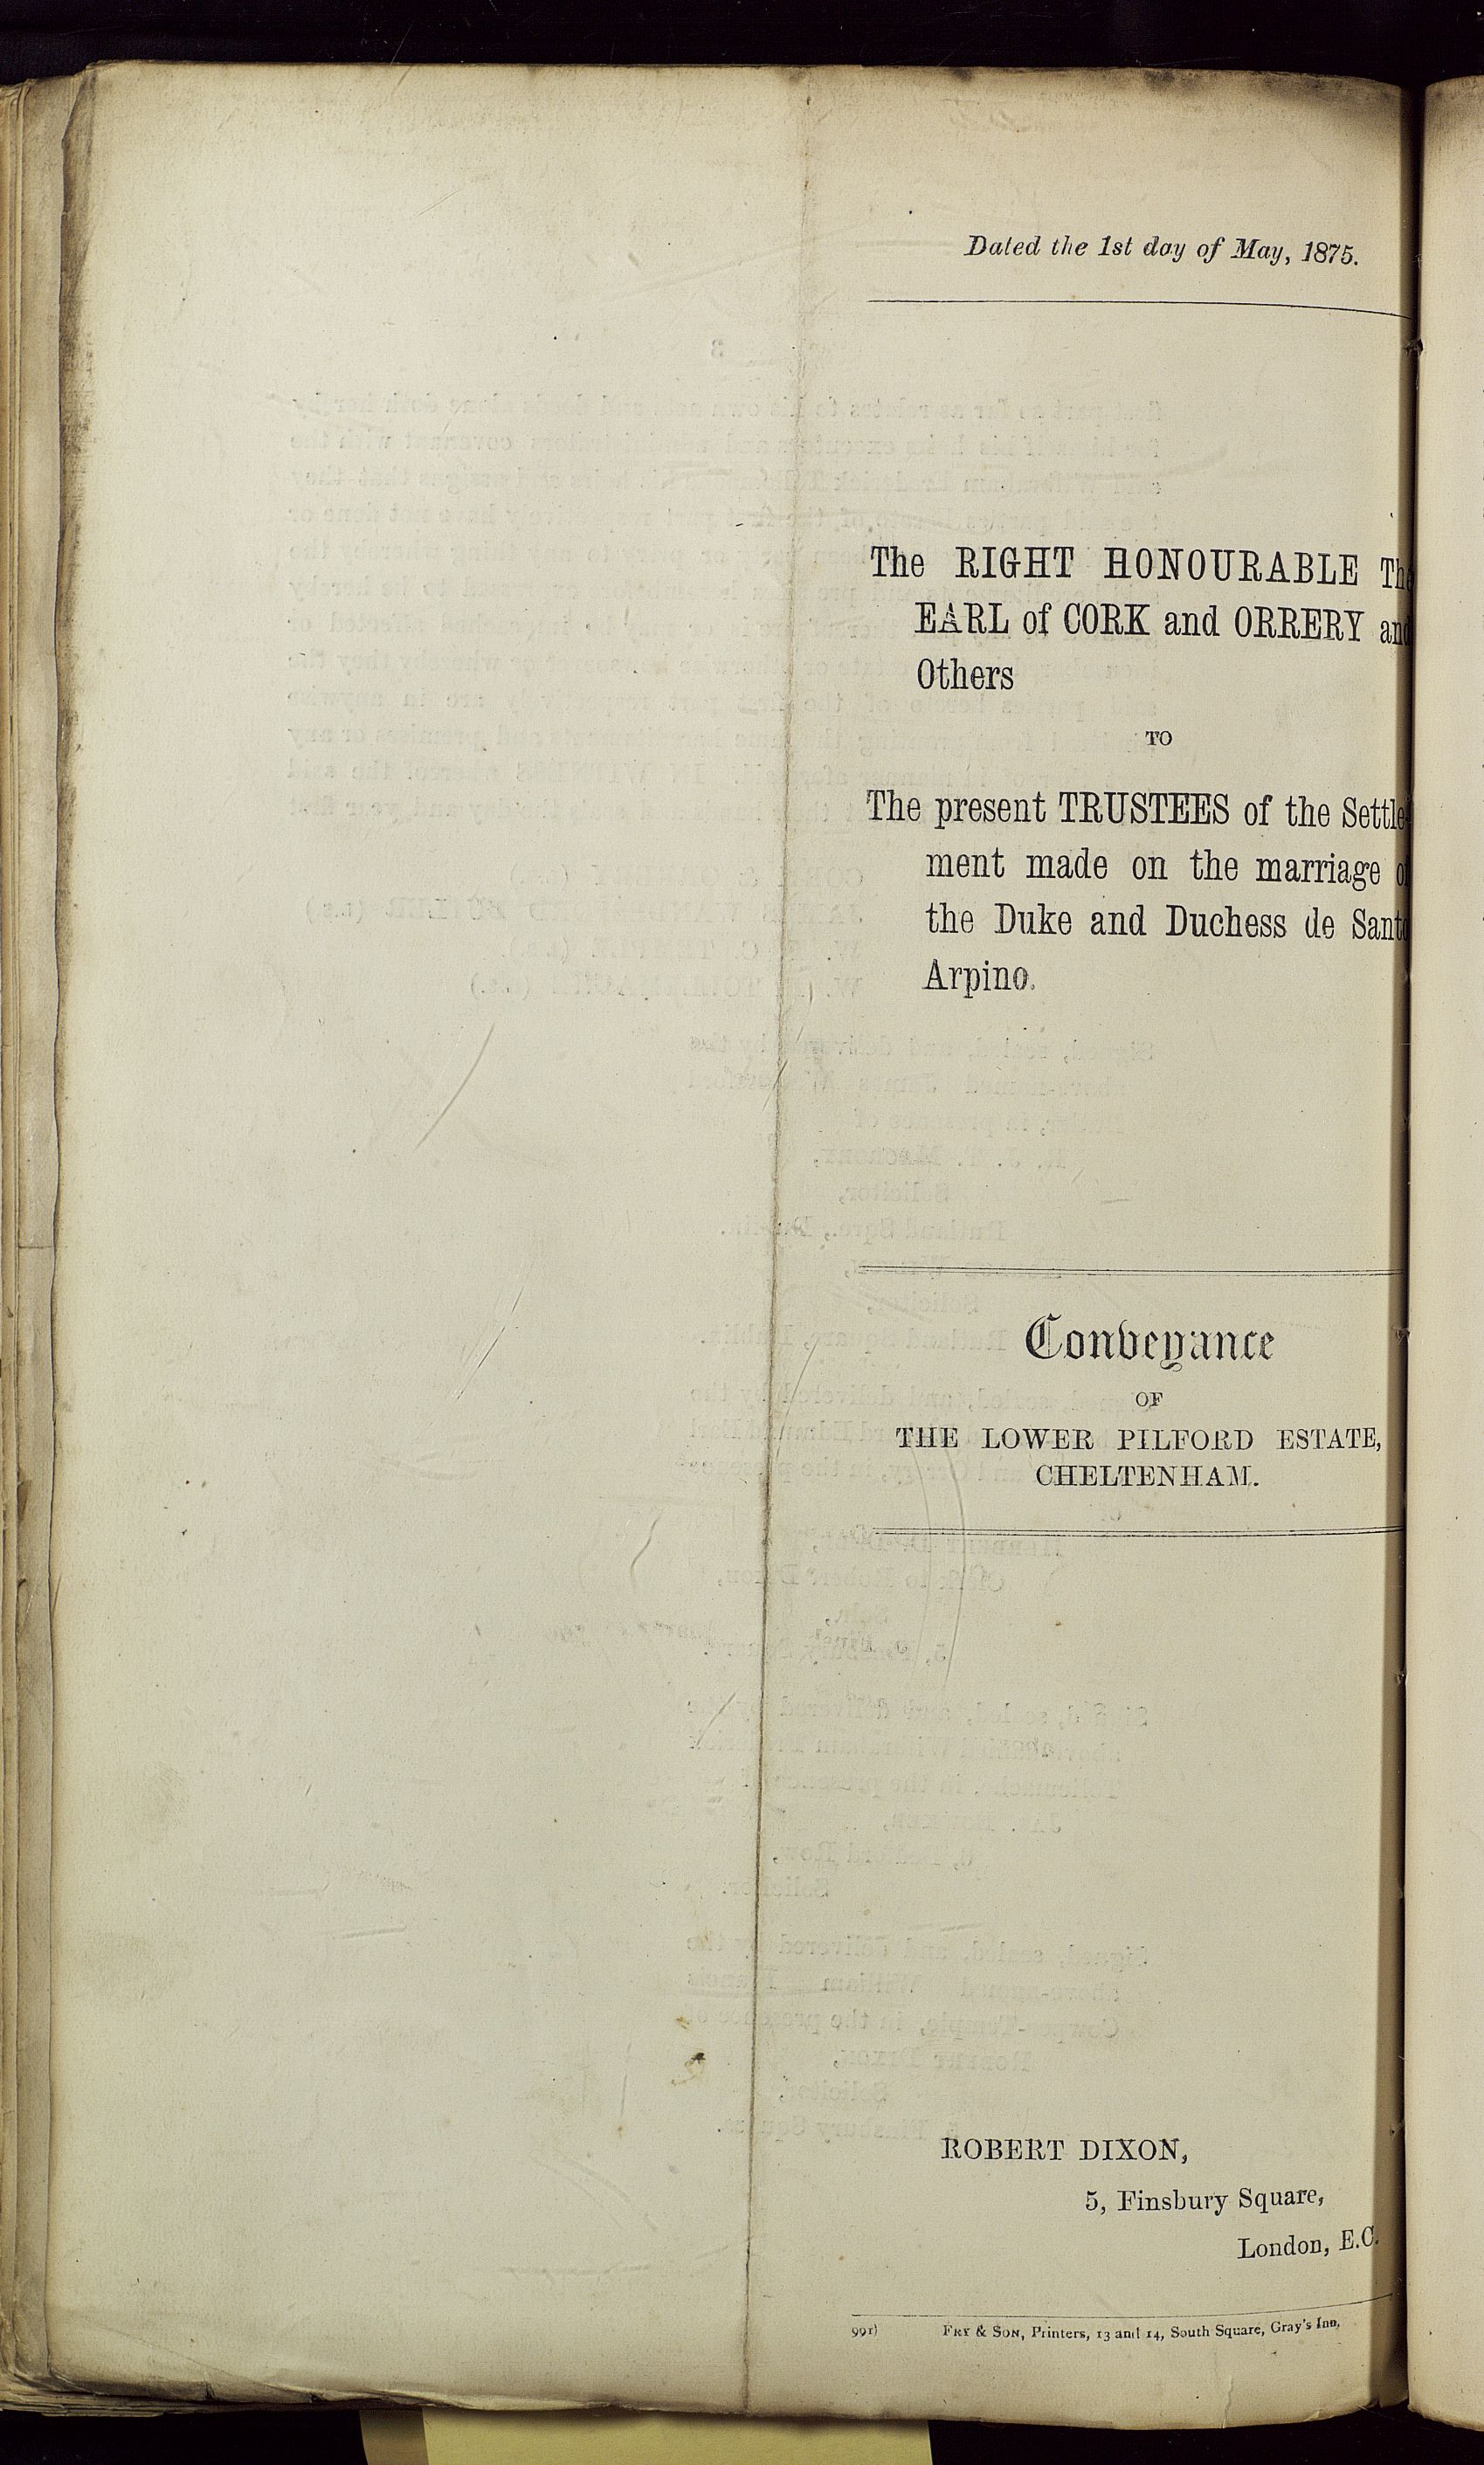 Dated the 1st day of May, 1875.
The RIGHT HONOURABLE The
EARL of CORK and ORRERY and
Others
TO
The present TRUSTEES of the Settle-
ment made on the marriage of
the Duke and Duchess de Santo
Arpino.
Conveyance
OF
THE LOWER PILFORD ESTATE,
CHELTENHAM.
ROBERT DIXON,
5, Finsbury Square,
London, E.C.
991) FRY & SON, Printers, 13 and 14, South Square, Gray's Inn,